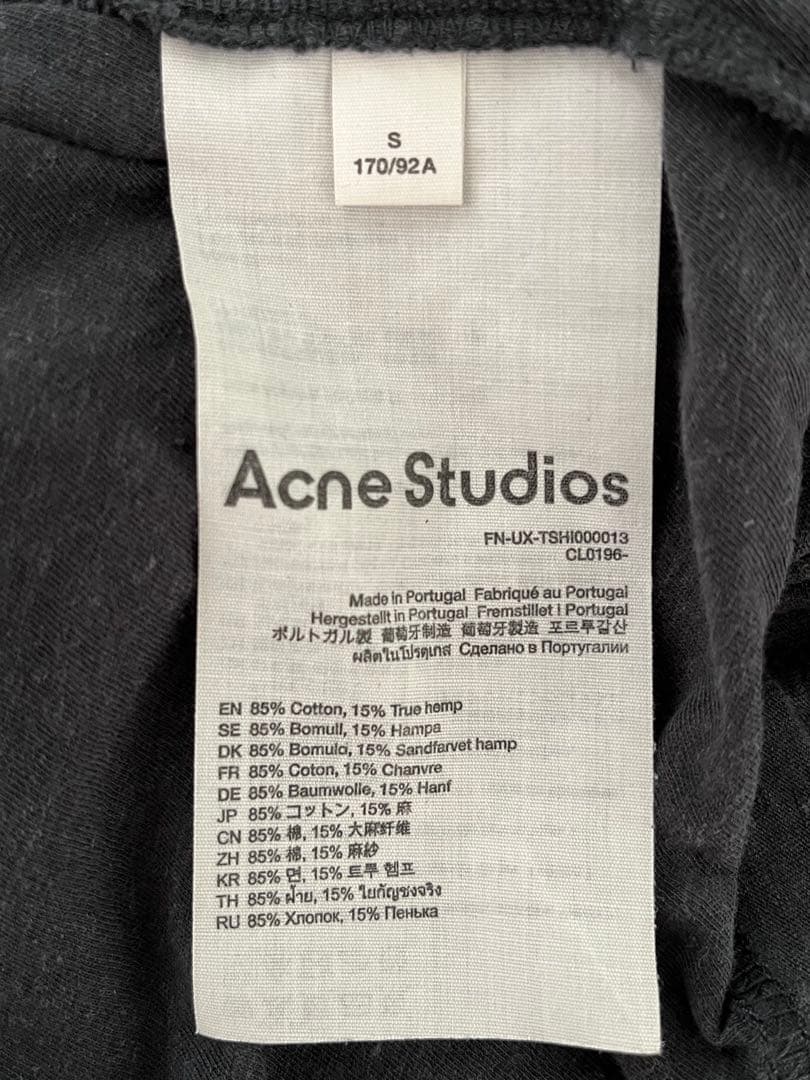 S
170/92A
Acne Studios
FN-UX-TSHI000013
CL0196-
Made in Portugal Fabriqué au Portugal
Hergestellt in Portugal Fremstillet i Portugal
ポルトガル製 葡萄牙制造 葡萄牙製造 포르투갈산
ผลิตในโปรตุเกส Сделано в Португалии
EN 85% Cotton, 15% True hemp
SE 85% Bomull, 15% Hampa
DK 85% Bomuld, 15% Sandfarvet hamp
FR 85% Coton, 15% Chanvre
DE 85% Baumwolle, 15% Hanf
JP 85% コットン, 15% 麻
CN 85% 棉, 15% 大麻纤维
ZH 85% 棉, 15% 麻紗
KR 85% 면, 15% 트루 헴프
TH 85% ฝ้าย, 15% ใยกัญชงจริง
RU 85% Хлопок, 15% Пенька